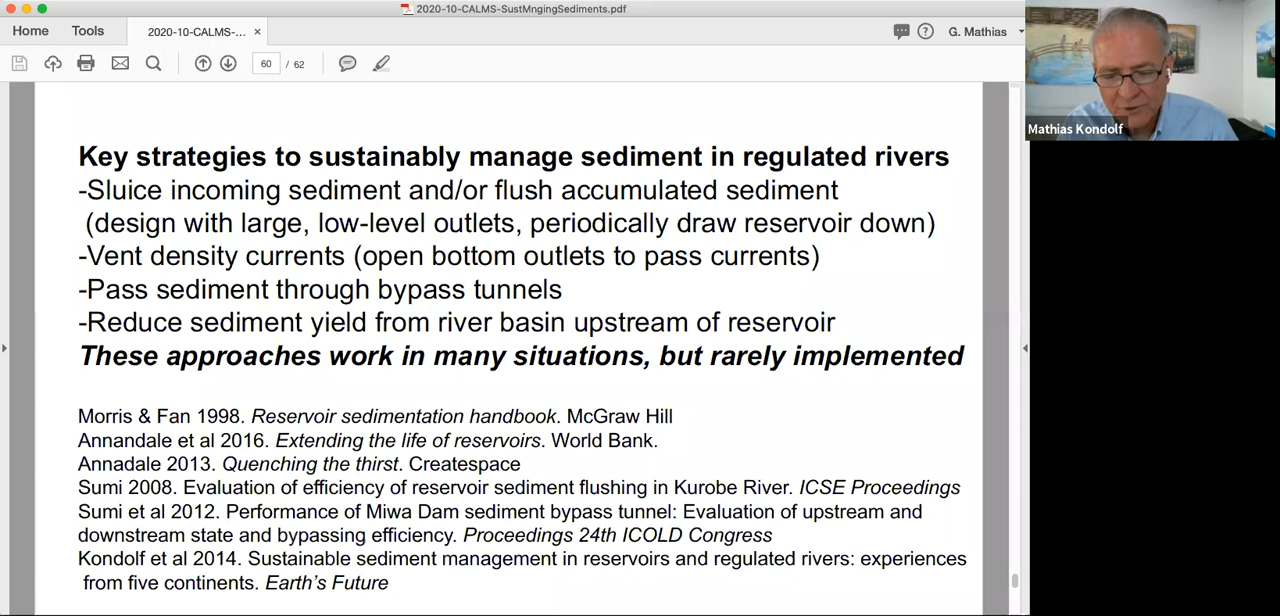 2020-10-CALMS-SustMngingSediments.pdf
Home Tools 2020-10-CALMS-... × G. Mathias
60 / 62
Mathias Kondolf
Key strategies to sustainably manage sediment in regulated rivers
-Sluice incoming sediment and/or flush accumulated sediment
(design with large, low-level outlets, periodically draw reservoir down)
-Vent density currents (open bottom outlets to pass currents)
-Pass sediment through bypass tunnels
-Reduce sediment yield from river basin upstream of reservoir
These approaches work in many situations, but rarely implemented
Morris & Fan 1998. Reservoir sedimentation handbook. McGraw Hill
Annandale et al 2016. Extending the life of reservoirs. World Bank.
Annadale 2013. Quenching the thirst. Createspace
Sumi 2008. Evaluation of efficiency of reservoir sediment flushing in Kurobe River. ICSE Proceedings
Sumi et al 2012. Performance of Miwa Dam sediment bypass tunnel: Evaluation of upstream and
downstream state and bypassing efficiency. Proceedings 24th ICOLD Congress
Kondolf et al 2014. Sustainable sediment management in reservoirs and regulated rivers: experiences
from five continents. Earth's Future